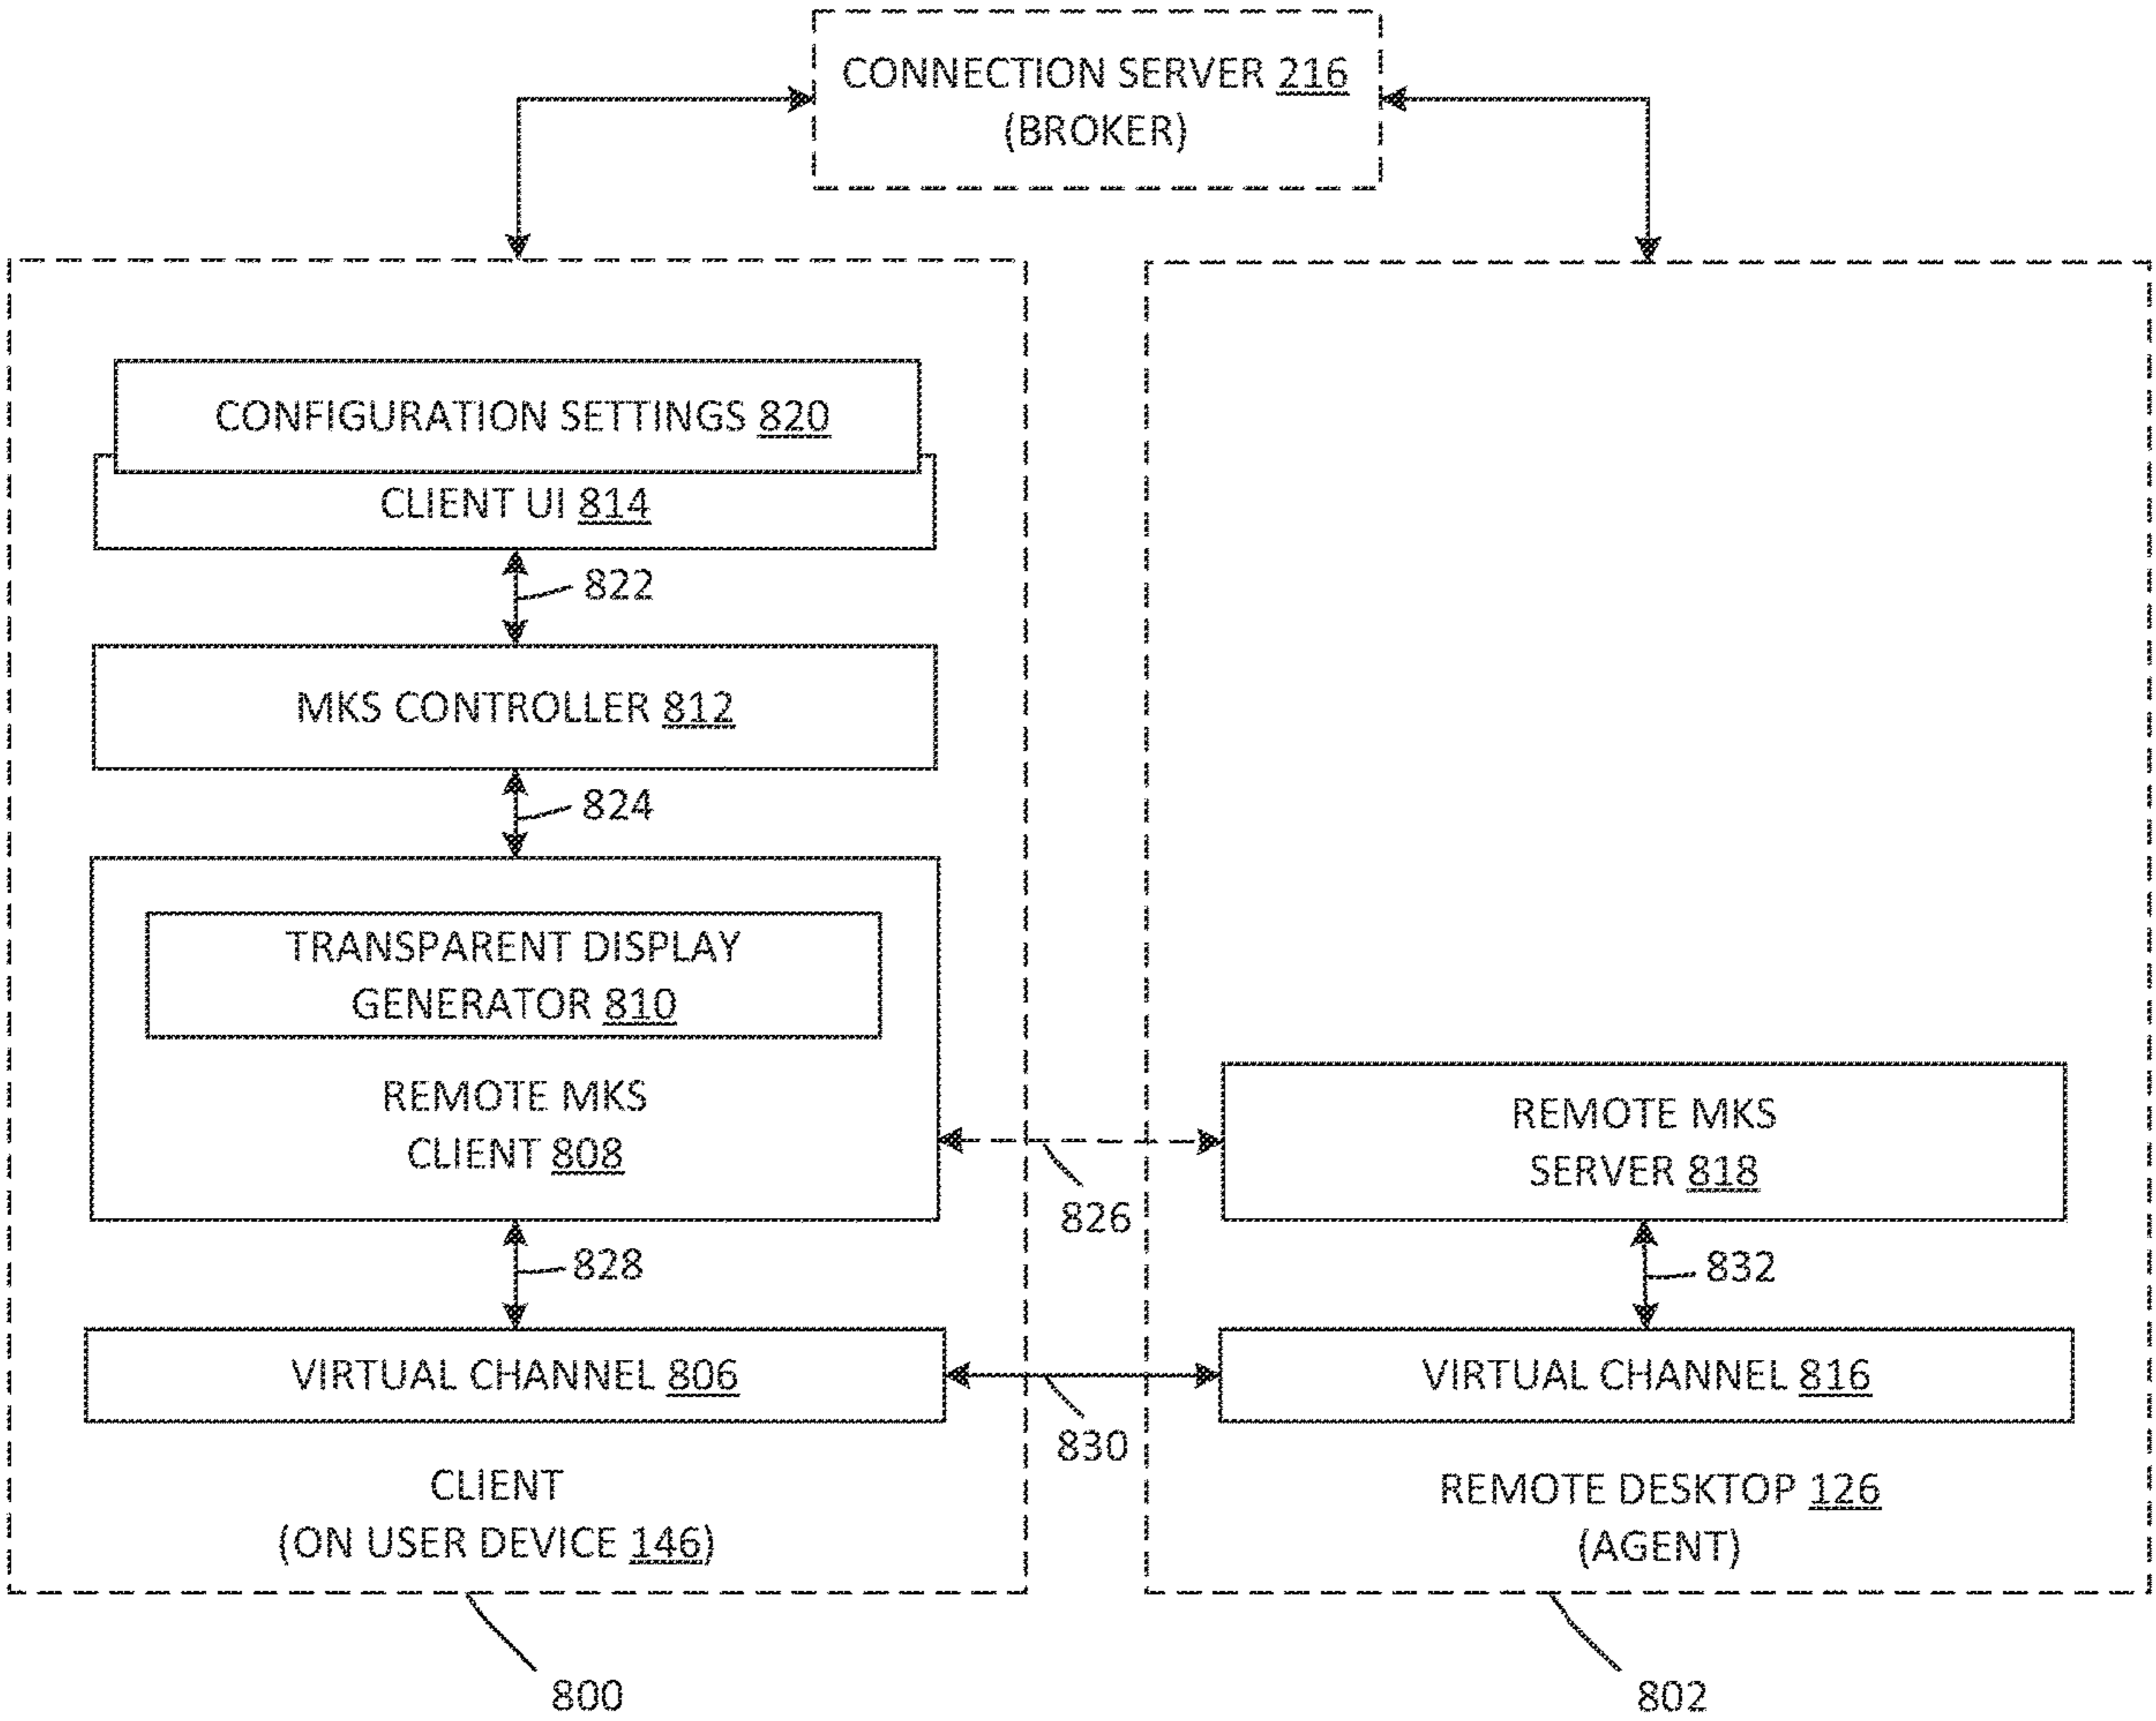 CONNECTION SERVER 216
(BROKER)
CONFIGURATION SETTINGS 820
CLIENT UI 814
822
MKS CONTROLLER 812
824
TRANSPARENT DISPLAY
GENERATOR 810
REMOTE MKS
CLIENT 808
826
REMOTE MKS
SERVER 818
828
832
VIRTUAL CHANNEL 806
830
VIRTUAL CHANNEL 816
CLIENT
(ON USER DEVICE 146)
REMOTE DESKTOP 126
(AGENT)
800
802